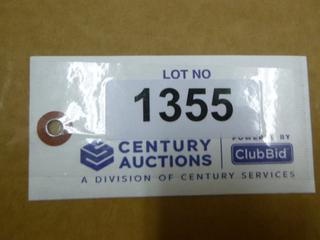 LOT NO
1355
CENTURY
AUCTIONS
POWERED BY
ClubBid
A DIVISION OF CENTURY SERVICES